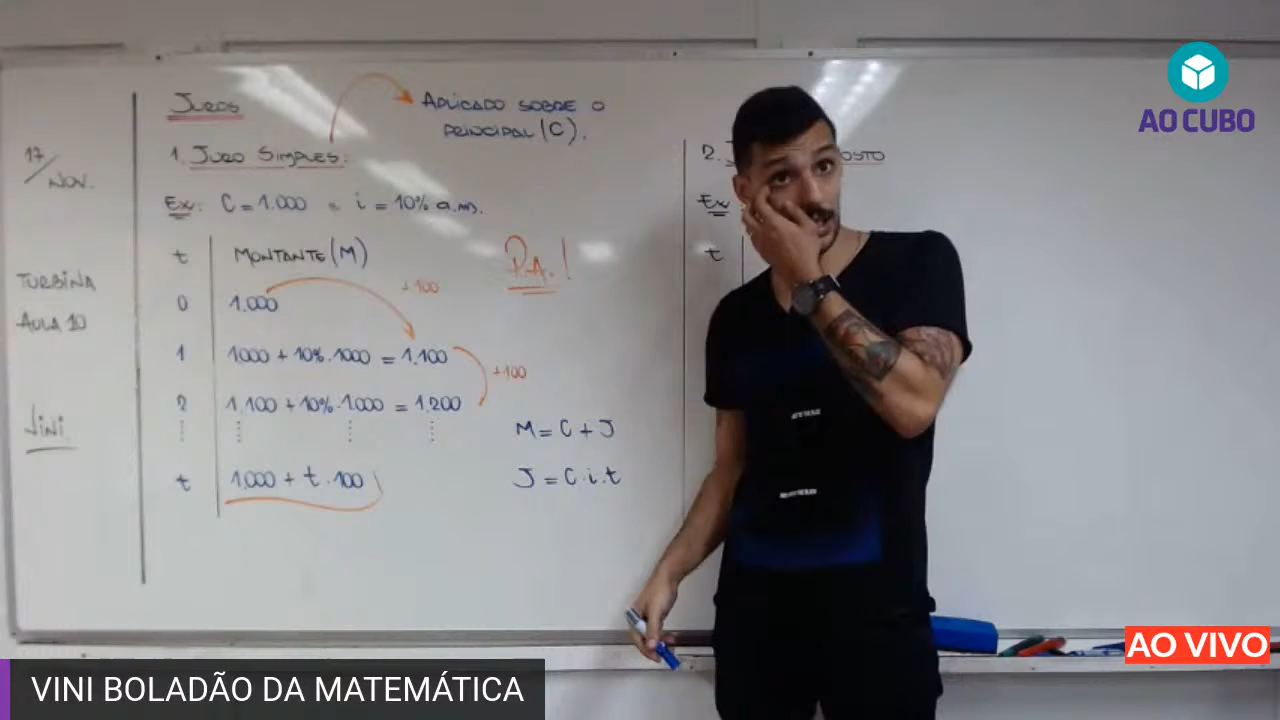 17/NOV.
TURBINA
AULA 10
Vini
JUROS
APLICADO SOBRE O
PRINCIPAL (C).
1. JURO SIMPLES:
Ex: C = 1.000 = i = 10% a.m.
t MONTANTE (M)
P.A.!
0 1.000
+100
1 1000 + 10%.1000 = 1.100
+100
2 1.100 + 10%.1.000 = 1.200
M = C + J
J = C.i.t
t 1.000 + t.100
2. J OSTO
Ex
t
AO CUBO
AO VIVO
VINI BOLADÃO DA MATEMÁTICA